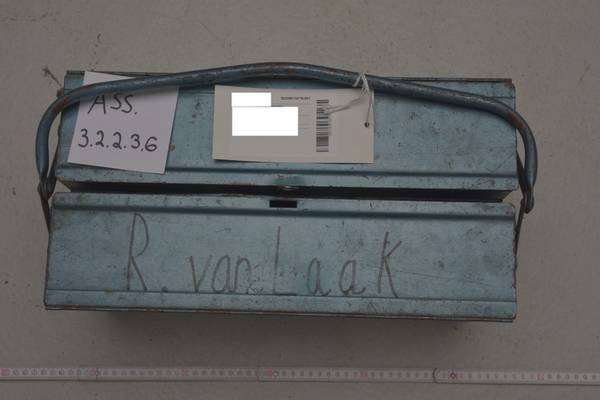 ASS.
3.2.2.3.6
R. van Laak